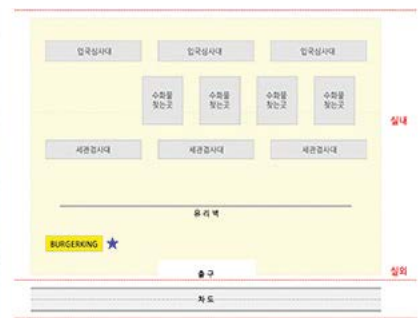 입국심사대 입국심사대 입국심사대
수화물 수화물 수화물 수화물
찾는곳 찾는곳 찾는곳 찾는곳
실내
세관검사대 세관검사대 세관검사대
유리벽
BURGERKING
출구
실외
차도